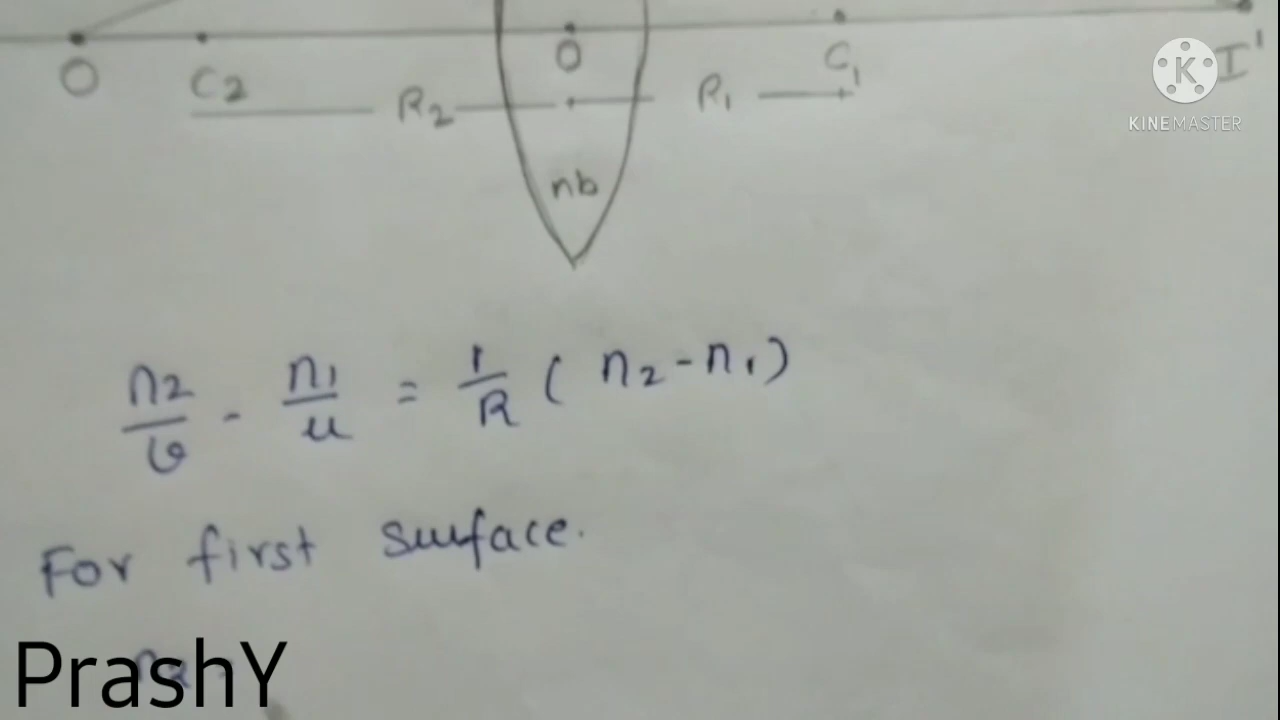 O C2 O C1 I'
R2 R1
K
KINEMASTER
nb
n2/v - n1/u = 1/R ( n2 - n1 )
For first surface.
PrashY